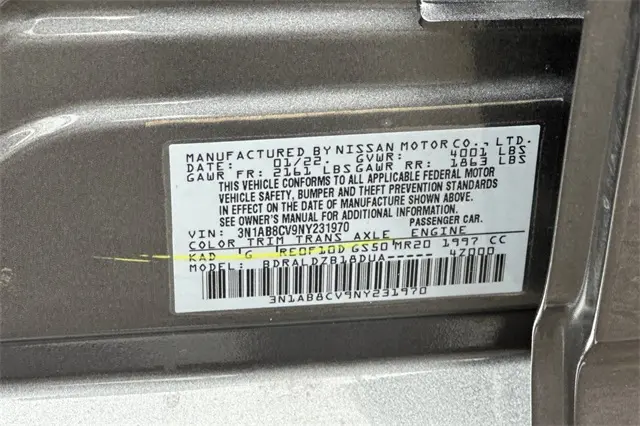 MANUFACTURED BY NISSAN MOTOR CO., LTD.
DATE: 01/22. GVWR: 4001 LBS
GAWR FR: 2161 LBS GAWR RR: 1863 LBS
THIS VEHICLE CONFORMS TO ALL APPLICABLE FEDERAL MOTOR
VEHICLE SAFETY, BUMPER AND THEFT PREVENTION STANDARDS
IN EFFECT ON THE DATE OF MANUFACTURE SHOWN ABOVE.
SEE OWNER'S MANUAL FOR ADDITIONAL INFORMATION
VIN: 3N1AB8CV9NY231970 PASSENGER CAR.
COLOR TRIM TRANS AXLE ENGINE
KAD G RE0F10D GS50 MR20 1997 CC
MODEL: BDRALDZB18DUA----- 4Z000
3N1AB8CV9NY231970